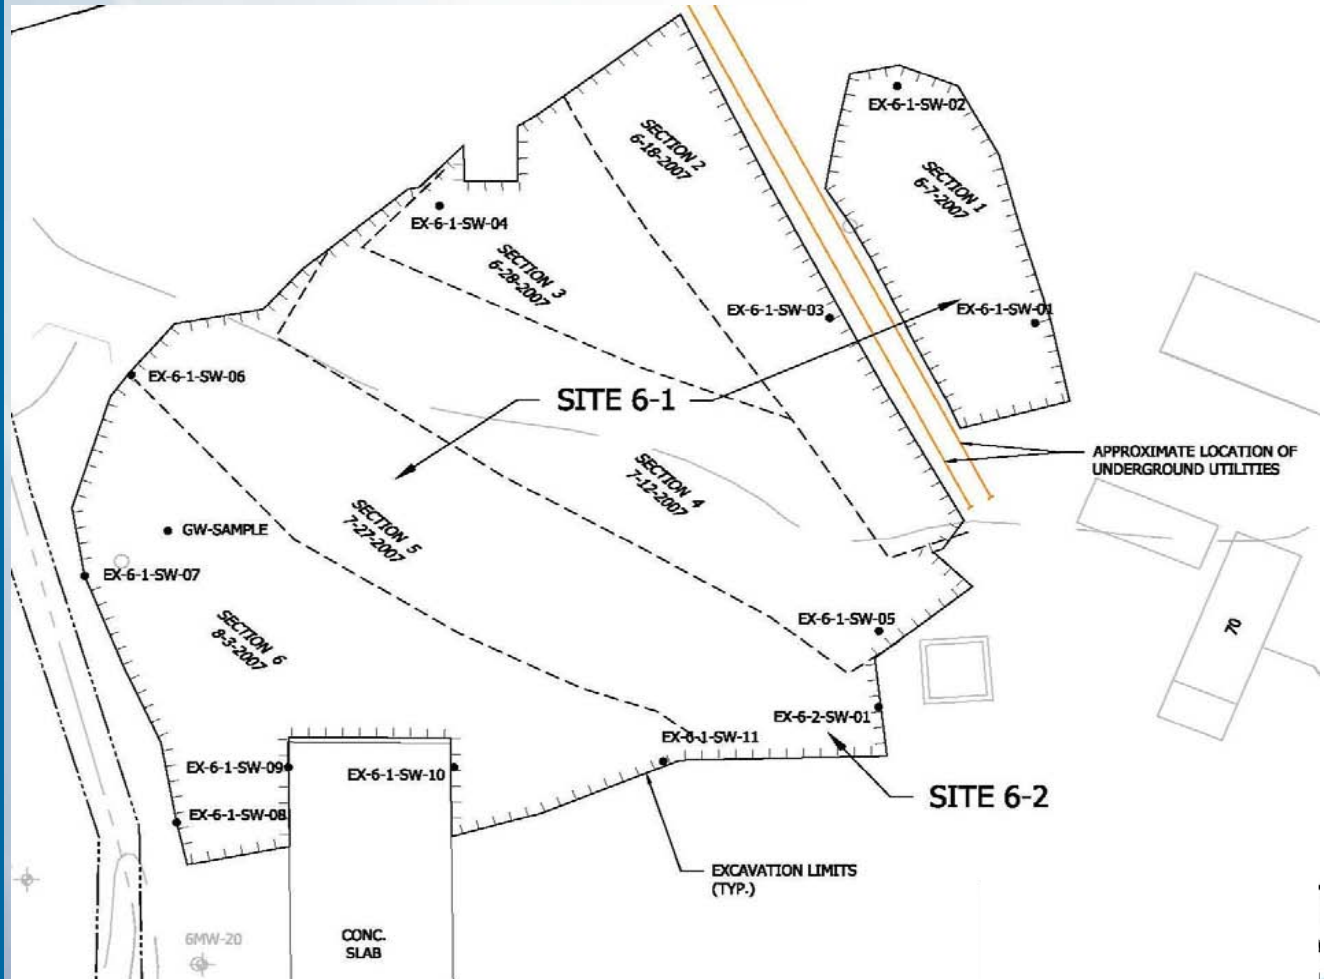 EX-6-1-SW-02
SECTION 2
6-18-2007
SECTION 1
6-7-2007
EX-6-1-SW-04
SECTION 3
6-28-2007
EX-6-1-SW-03
EX-6-1-SW-01
EX-6-1-SW-06
SITE 6-1
APPROXIMATE LOCATION OF
UNDERGROUND UTILITIES
SECTION 4
7-12-2007
SECTION 5
7-27-2007
GW-SAMPLE
EX-6-1-SW-07
SECTION 6
8-3-2007
EX-6-1-SW-05
70
EX-6-2-SW-01
EX-6-1-SW-11
EX-6-1-SW-09
EX-6-1-SW-10
SITE 6-2
EX-6-1-SW-08
EXCAVATION LIMITS
(TYP.)
6MW-20
CONC.
SLAB